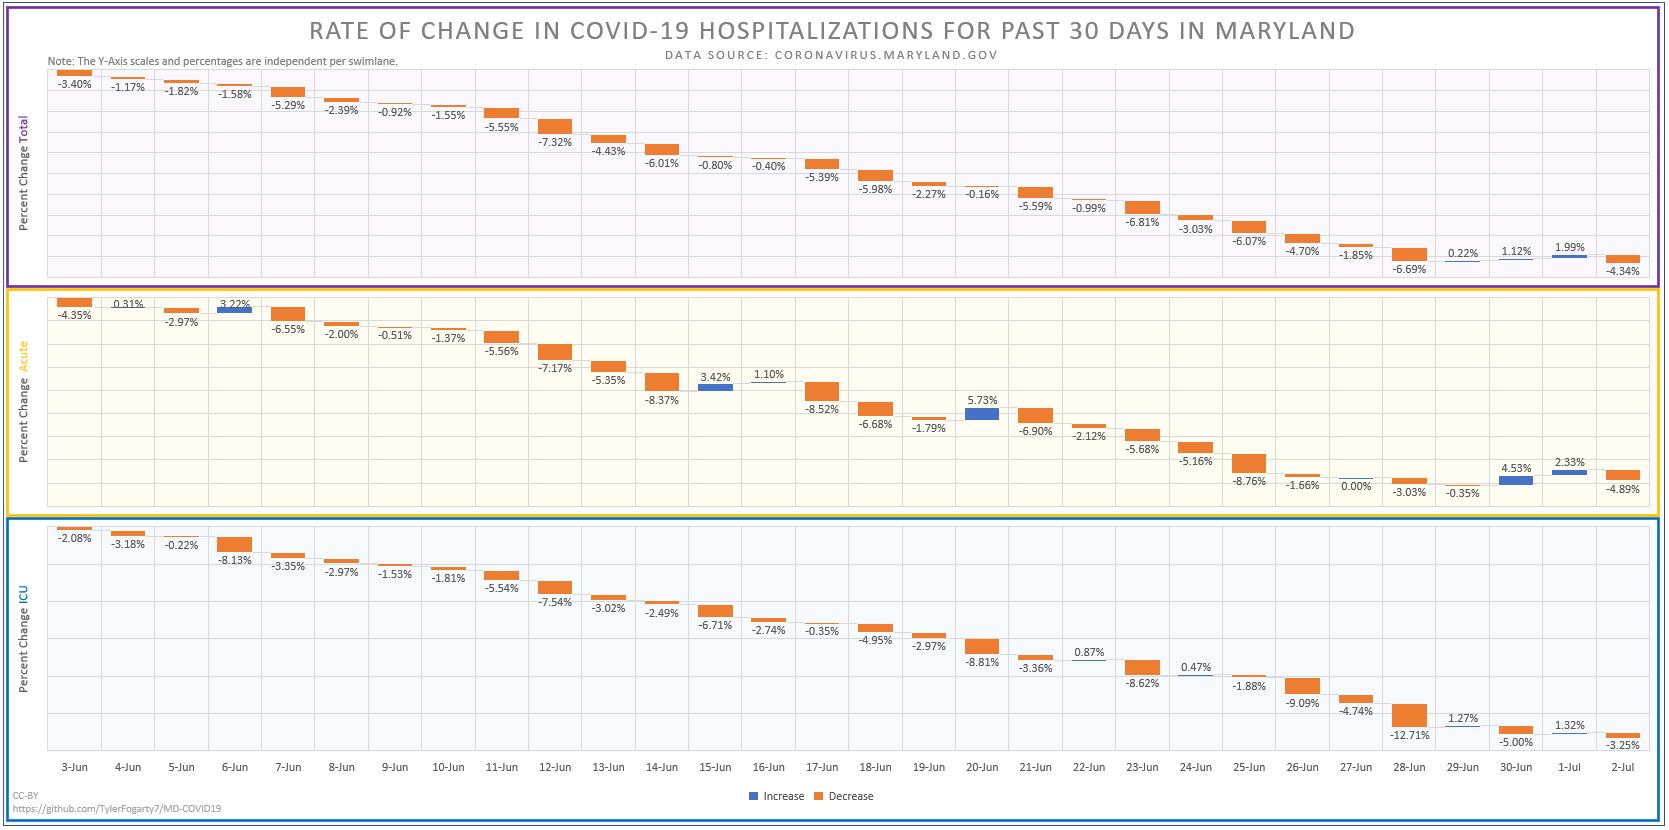 RATE OF CHANGE IN COVID-19 HOSPITALIZATIONS FOR PAST 30 DAYS IN MARYLAND
DATA SOURCE: CORONAVIRUS.MARYLAND.GOV
Note: The Y-Axis scales and percentages are independent per swimlane.
Percent Change Total
-3.40% -1.17% -1.82% -1.58% -5.29% -2.39% -0.92% -1.55% -5.55% -7.32% -4.43% -6.01% -0.80% -0.40% -5.39% -5.98% -2.27% -0.16% -5.59% -0.99% -6.81% -3.03% -6.07% -4.70% -1.85% -6.69% 0.22% 1.12% 1.99% -4.34%
Percent Change Acute
-4.35% 0.31% -2.97% 3.22% -6.55% -2.00% -0.51% -1.37% -5.56% -7.17% -5.35% -8.37% 3.42% 1.10% -8.52% -6.68% -1.79% 5.73% -6.90% -2.12% -5.68% -5.16% -8.76% -1.66% 0.00% -3.03% -0.35% 4.53% 2.33% -4.89%
Percent Change ICU
-2.08% -3.18% -0.22% -8.13% -3.35% -2.97% -1.53% -1.81% -5.54% -7.54% -3.02% -2.49% -6.71% -2.74% -0.35% -4.95% -2.97% -8.81% -3.36% 0.87% -8.62% 0.47% -1.88% -9.09% -4.74% -12.71% 1.27% -5.00% 1.32% -3.25%
3-Jun 4-Jun 5-Jun 6-Jun 7-Jun 8-Jun 9-Jun 10-Jun 11-Jun 12-Jun 13-Jun 14-Jun 15-Jun 16-Jun 17-Jun 18-Jun 19-Jun 20-Jun 21-Jun 22-Jun 23-Jun 24-Jun 25-Jun 26-Jun 27-Jun 28-Jun 29-Jun 30-Jun 1-Jul 2-Jul
CC-BY
https://github.com/TylerFogarty7/MD-COVID19
Increase Decrease